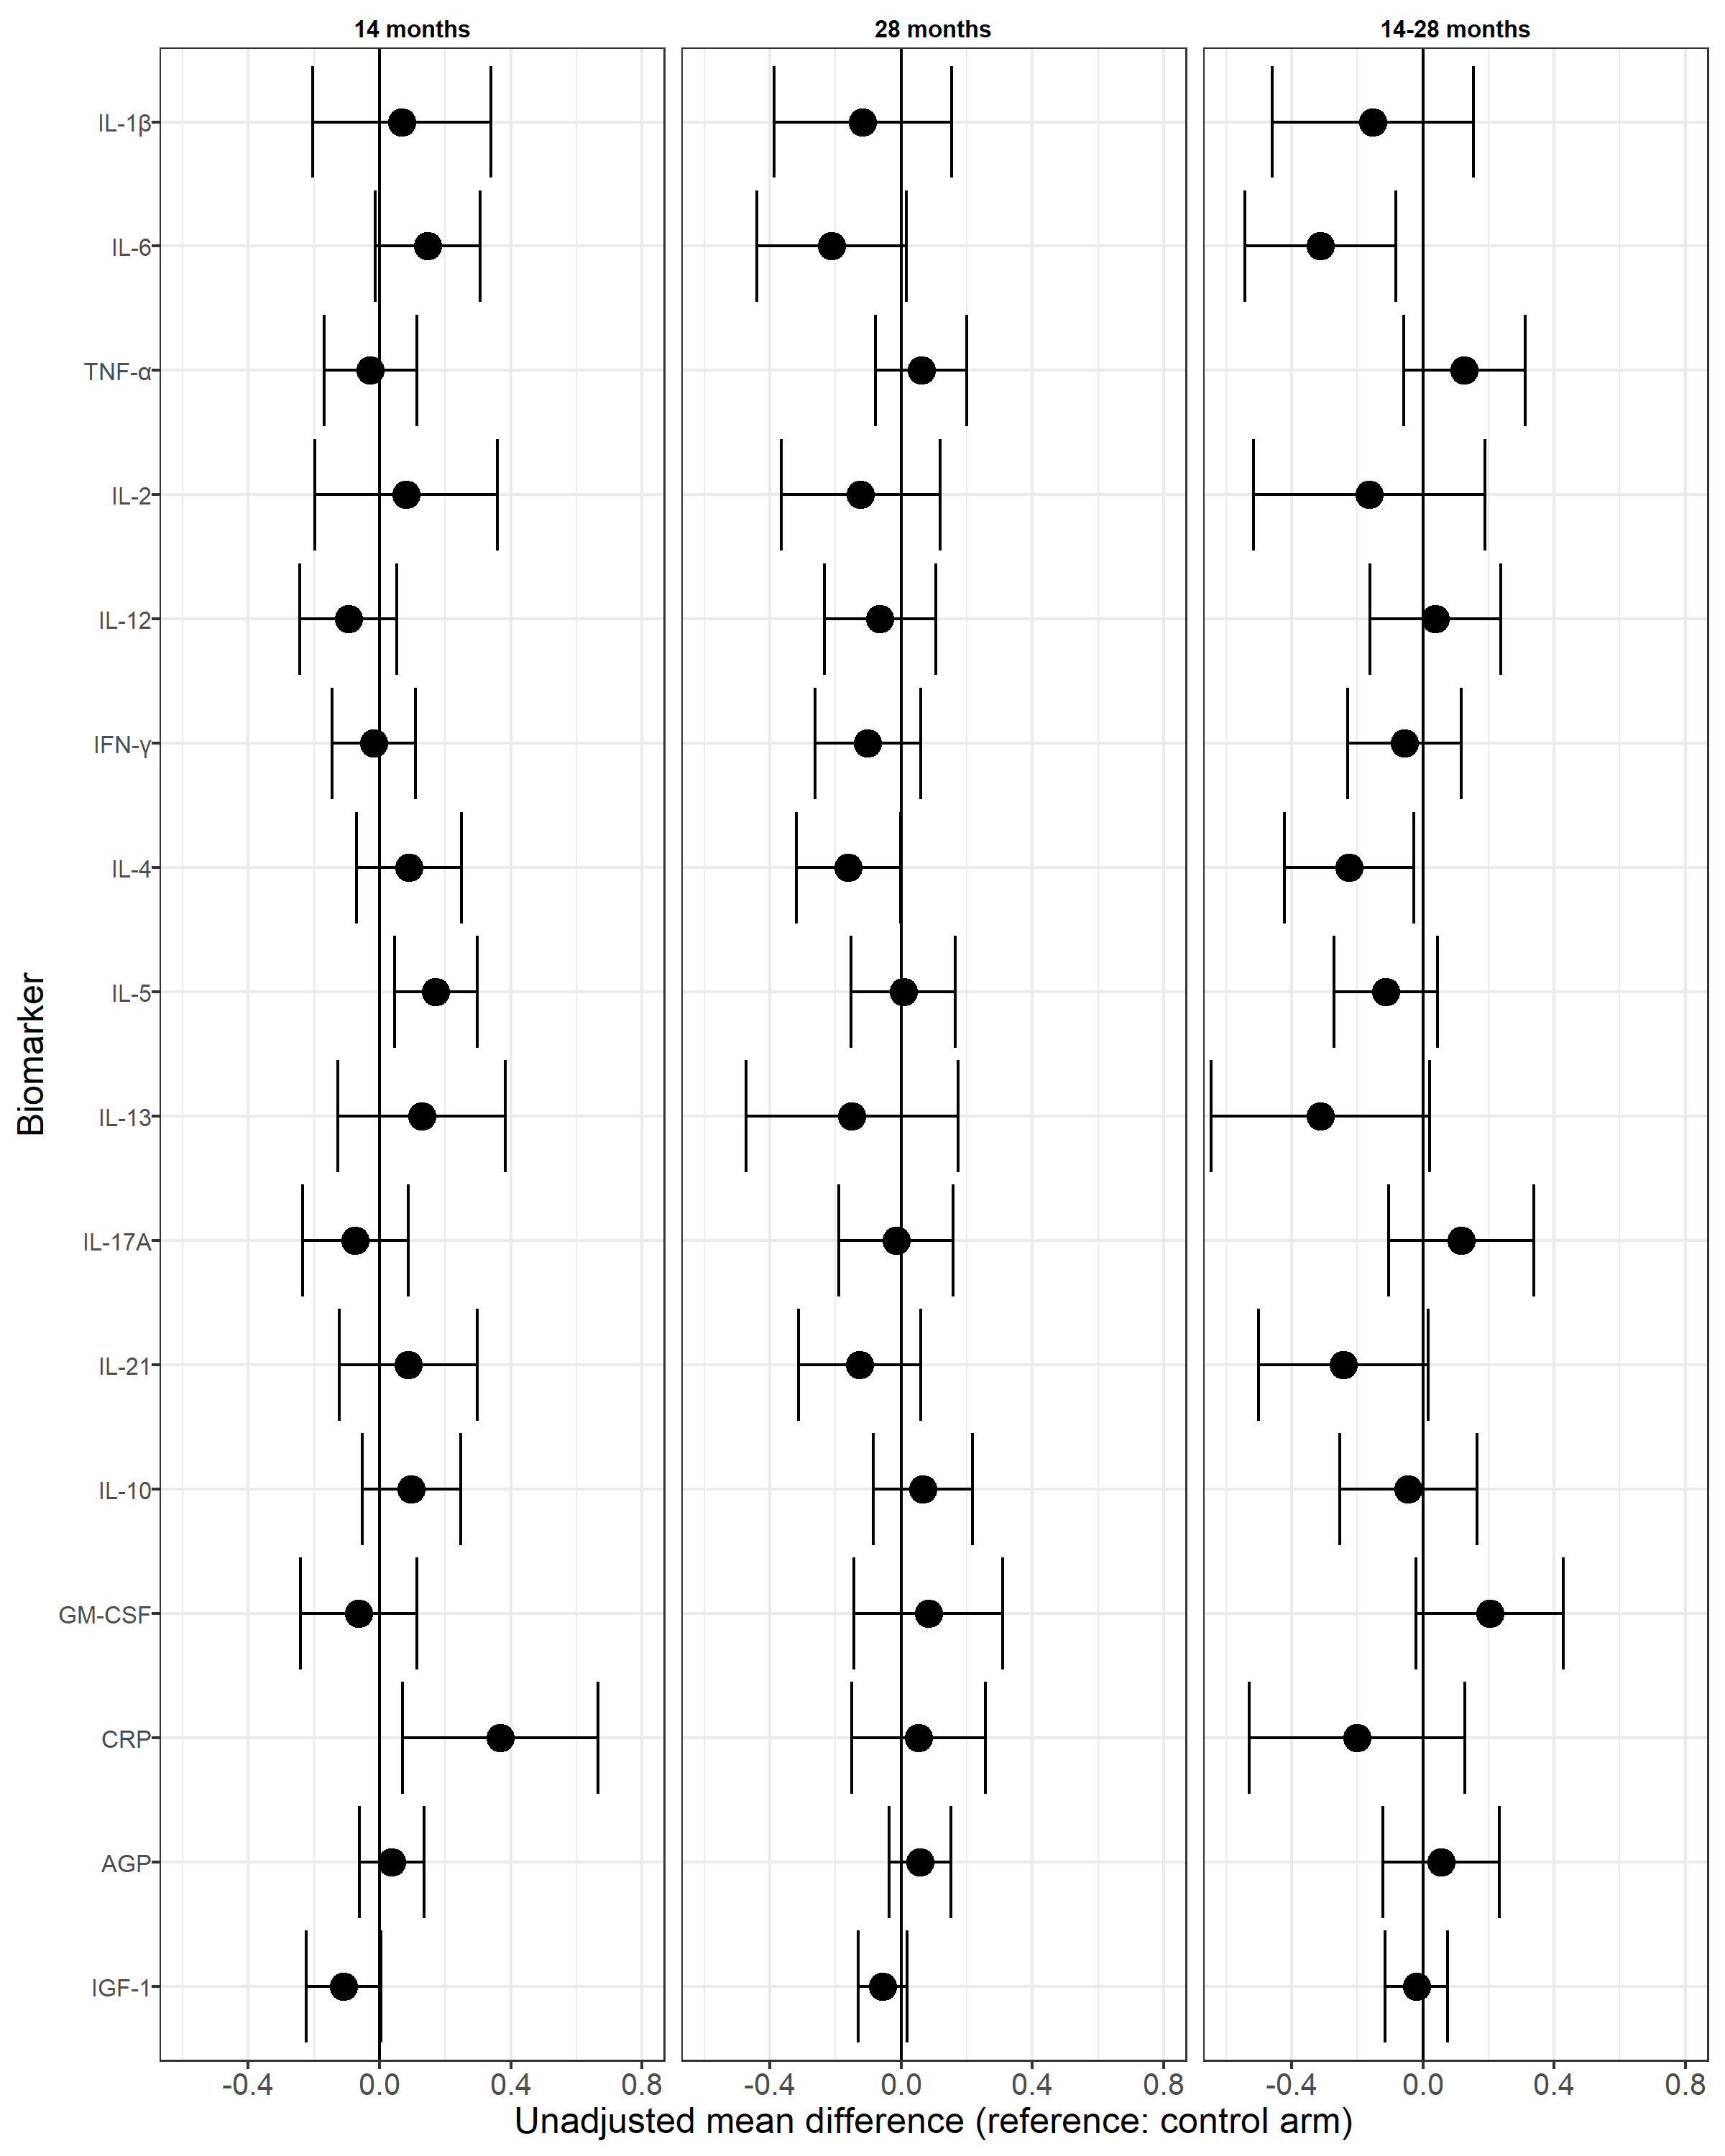 14 months 28 months 14-28 months
IL-1β
IL-6
TNF-α
IL-2
IL-12
IFN-γ
IL-4
IL-5
IL-13
IL-17A
IL-21
IL-10
GM-CSF
CRP
AGP
IGF-1
Biomarker
-0.4 0.0 0.4 0.8 -0.4 0.0 0.4 0.8 -0.4 0.0 0.4 0.8
Unadjusted mean difference (reference: control arm)